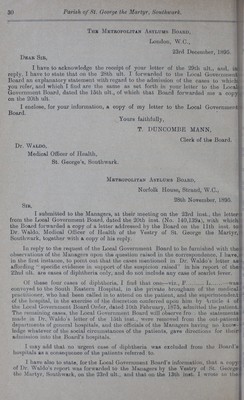 30 Parish of St. George the Martyr, Southwark.
THE METROPOLITAN ASYLUMS BOARD,
London, W.C.,
23rd December, 1893.
DEAR SIR,
I have to acknowledge the receipt of your letter of the 29th ult., and, in
reply, I have to state that on the 28th ult. I forwarded to the Local Government
Board an explanatory statement with regard to the admission of the cases to which
you refer, and which I find are the same as set forth in your letter to the Local
Government Board, dated the 15th ult., of which that Board forwarded me a copy
on the 20th ult.
I enclose, for your information, a copy of my letter to the Local Government
Board.
Yours faithfully,
T. DUNCOMBE MANN,
Clerk of the Board.
DR. WALDO,
Medical Officer of Health,
St. George's, Southwark.
METROPOLITAN ASYLUMS BOARD,
Norfolk House, Strand, W.C.,
28th November, 1893.
SIR,
I submitted to the Managers, at their meeting on the 23rd inst., the letter
from the Local Government Board, dated the 20th inst. (No. 140,139a), with which
the Board forwarded a copy of a letter addressed to the Board on the 15th inst. by
Dr. Waldo, Medical Officer of Health of the Vestry of St. George the Martyr,
Southwark, together with a copy of his reply.
In reply to the request of the Local Government Board to be furnished with the
observations of the Managers upon the question raised in the correspondence, I have,
in the first instance, to point out that the cases mentioned in Dr. Waldo's letter as
affording "specific evidence in support of the suspicion raised" in his report of the
22nd ult. are cases of diphtheria only, and do not include any case of scarlet fever.
Of these four cases of diphtheria, I find that one—viz., F
conveyed to the South Eastern Hospital, in the private brougham of the medical
practitioner, who had been called in to attend on the patient, and the superintendent
of the hospital, in the exercise of the discretion conferred upon him by
the Local Government Board Order, dated 10th February, 1875, admitted the patient.
The remaining cases, the Local Government Board will observe from the statements
made in Dr. Waldo's letter of the 15th inst., were removed from the out-patient
departments of general hospitals, and the officials of the Managers having no know-
ledge whatever of the social circumstances of the patients, gave directions for their
admission into the Board's hospitals.
I may add that no urgent case of diphtheria was excluded from the Board's
hospitals as a consequence of the patients referred to.
I have also to state, for the Local Government Board's information, that a copy
of Dr. Waldo's report was forwarded to the Managers by the Vestry of St. George
the Martyr, Southwark, on the 23rd ult., and that on the 13th inst. I wrote to the